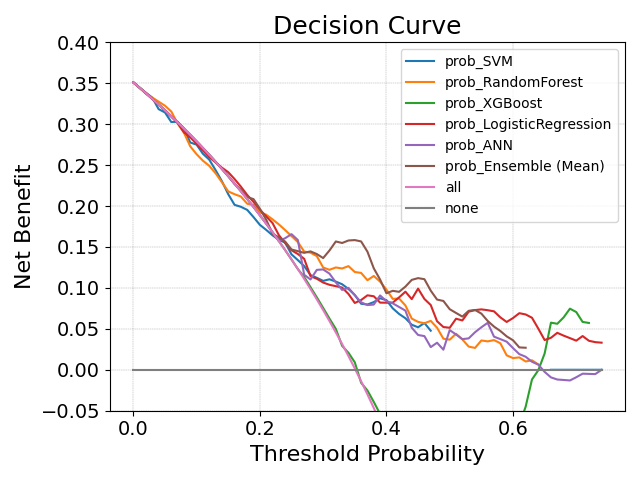 Decision Curve
Net Benefit
0.40
0.35
0.30
0.25
0.20
0.15
0.10
0.05
0.00
−0.05
prob_SVM
prob_RandomForest
prob_XGBoost
prob_LogisticRegression
prob_ANN
prob_Ensemble (Mean)
all
none
0.0 0.2 0.4 0.6
Threshold Probability